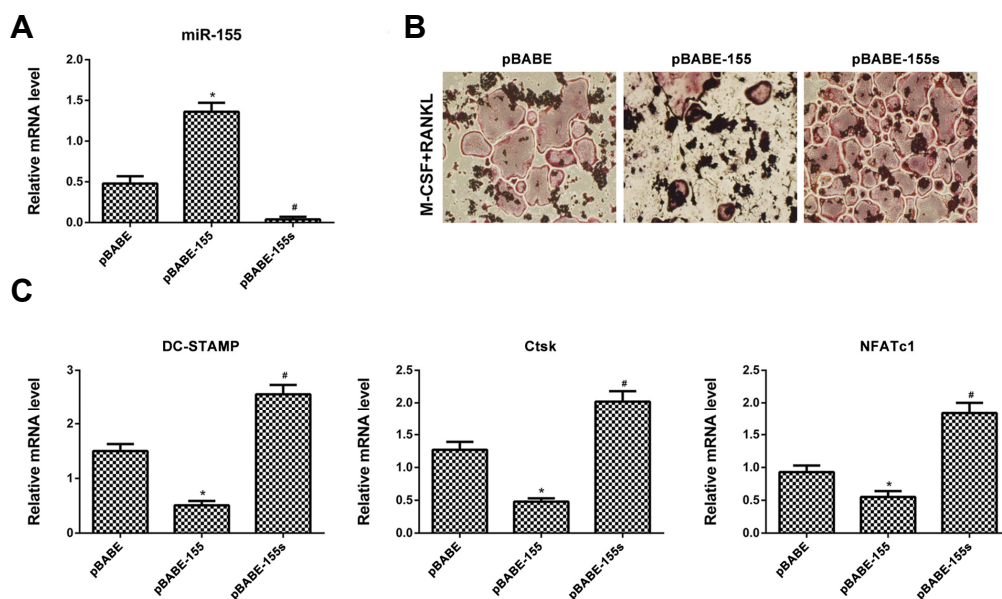 A
miR-155
Relative mRNA level
2.0
1.5
1.0
0.5
0.0
*
#
pBABE
pBABE-155
pBABE-155s
B
pBABE
pBABE-155
pBABE-155s
M-CSF+RANKL
C
DC-STAMP
Relative mRNA level
3
2
1
0
*
#
pBABE
pBABE-155
pBABE-155s
Ctsk
Relative mRNA level
2.5
2.0
1.5
1.0
0.5
0.0
*
#
pBABE
pBABE-155
pBABE-155s
NFATc1
Relative mRNA level
2.5
2.0
1.5
1.0
0.5
0.0
*
#
pBABE
pBABE-155
pBABE-155s